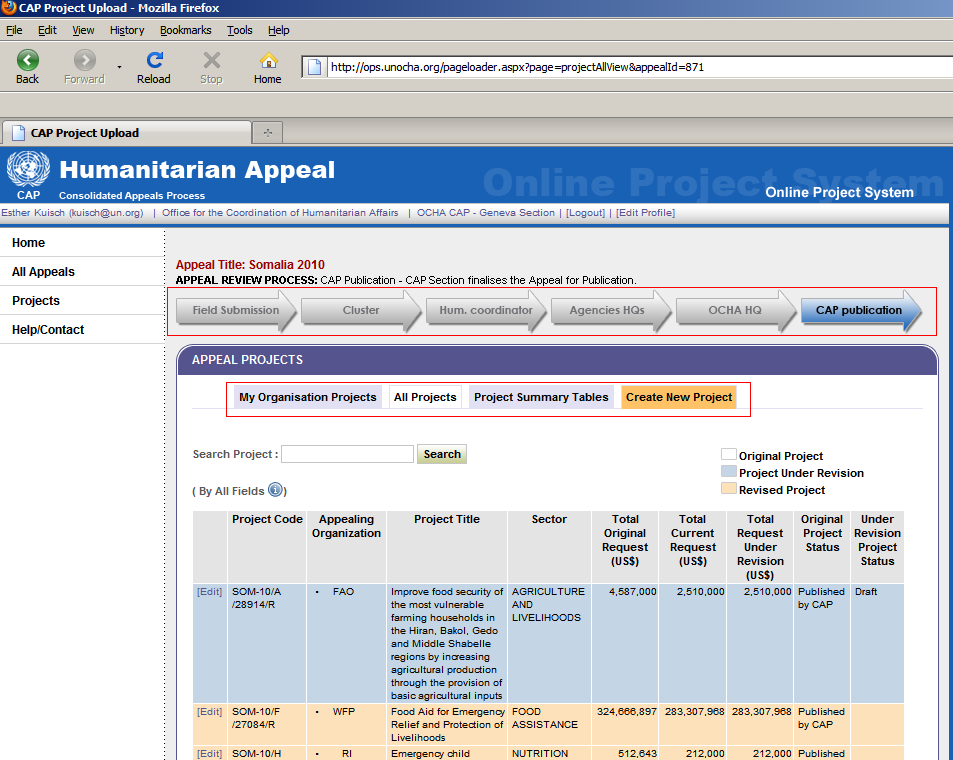 CAP Project Upload - Mozilla Firefox
File Edit View History Bookmarks Tools Help
Back Forward Reload Stop Home
http://ops.unocha.org/pageloader.aspx?page=projectAllView&appealId=871
CAP Project Upload
Humanitarian Appeal
Online Project System
CAP Consolidated Appeals Process
Online Project System
Esther Kuisch (kuisch@un.org) | Office for the Coordination of Humanitarian Affairs | OCHA CAP - Geneva Section | [Logout] | [Edit Profile]
Home
All Appeals
Projects
Help/Contact
Appeal Title: Somalia 2010
APPEAL REVIEW PROCESS: CAP Publication - CAP Section finalises the Appeal for Publication.
Field Submission Cluster Hum. coordinator Agencies HQs OCHA HQ CAP publication
APPEAL PROJECTS
My Organisation Projects All Projects Project Summary Tables Create New Project
Search Project : Search
( By All Fields i)
Original Project
Project Under Revision
Revised Project
Project Code Appealing Project Title Sector Total Total Total Original Under
Organization Original Current Request Project Revision
Request Request Under Status Project
(US$) (US$) Revision Status
(US$)
[Edit] SOM-10/A • FAO Improve food security of AGRICULTURE 4,587,000 2,510,000 2,510,000 Published Draft
/28914/R the most vulnerable AND by CAP
farming households in LIVELIHOODS
the Hiran, Bakol, Gedo
and Middle Shabelle
regions by increasing
agricultural production
through the provision of
basic agricultural inputs
[Edit] SOM-10/F • WFP Food Aid for Emergency FOOD 324,666,897 283,307,968 283,307,968 Published
/27084/R Relief and Protection of ASSISTANCE by CAP
Livelihoods
[Edit] SOM-10/H • RI Emergency child NUTRITION 512,643 212,000 212,000 Published